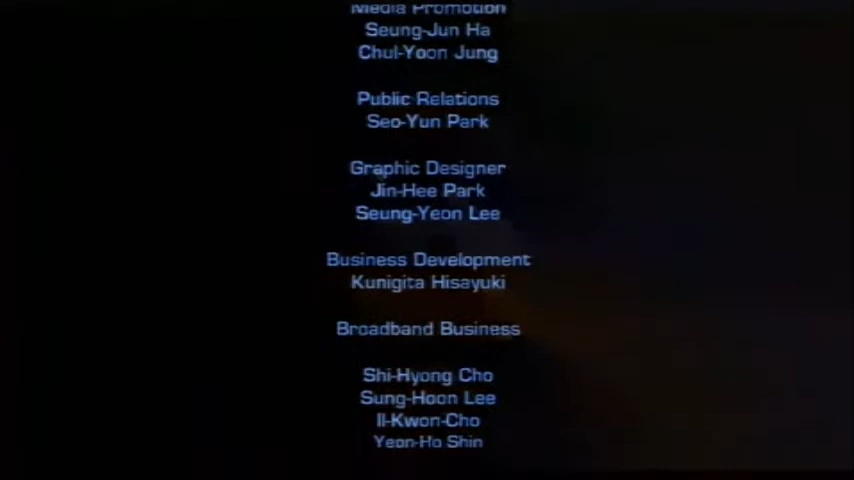 Media Promotion
Seung-Jun Ha
Chul-Yoon Jung
Public Relations
Seo-Yun Park
Graphic Designer
Jin-Hee Park
Seung-Yeon Lee
Business Development
Kunigita Hisayuki
Broadband Business
Shi-Hyong Cho
Sung-Hoon Lee
Il-Kwon-Cho
Yeon-Ho Shin